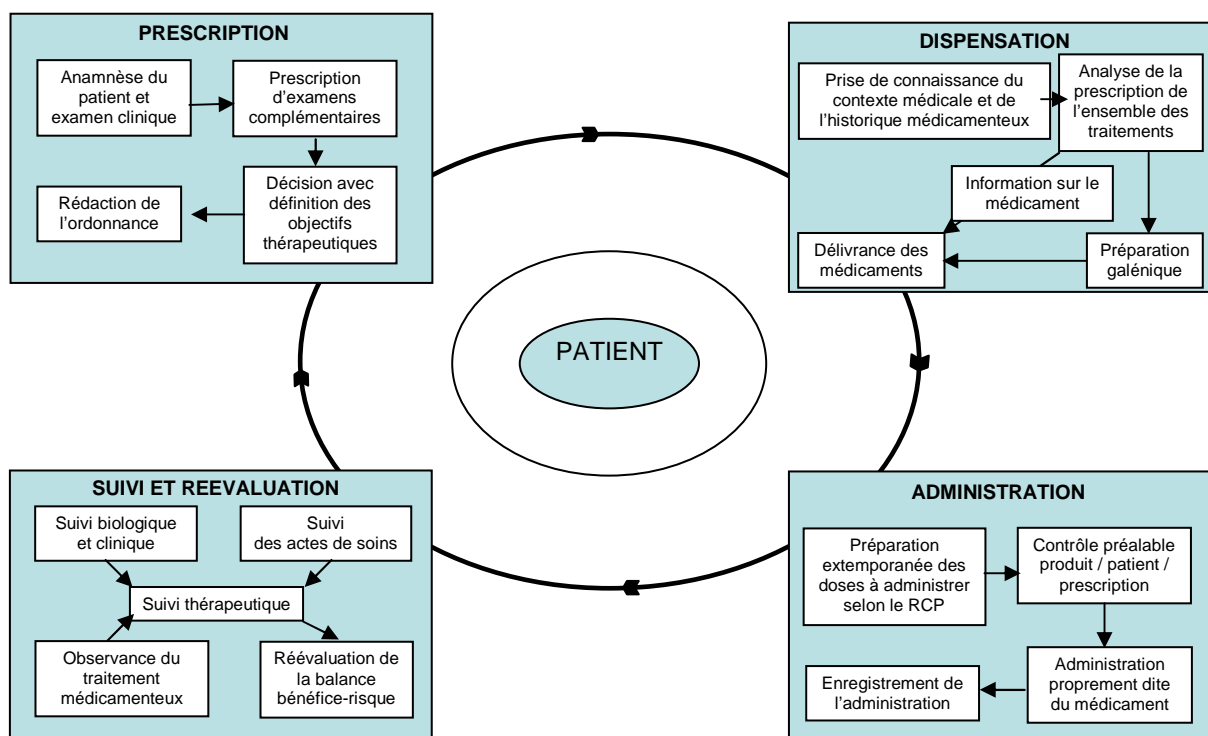 PRESCRIPTION
Anamnèse du
patient et
examen clinique
Prescription
d’examens
complémentaires
Décision avec
définition des
objectifs
thérapeutiques
Rédaction de
l’ordonnance
DISPENSATION
Prise de connaissance du
contexte médicale et de
l’historique médicamenteux
Analyse de la
prescription de
l’ensemble des
traitements
Information sur le
médicament
Délivrance des
médicaments
Préparation
galénique
PATIENT
SUIVI ET REEVALUATION
Suivi biologique
et clinique
Suivi
des actes de soins
Suivi thérapeutique
Observance du
traitement
médicamenteux
Réévaluation de
la balance
bénéfice-risque
ADMINISTRATION
Préparation
extemporanée des
doses à administrer
selon le RCP
Contrôle préalable
produit / patient /
prescription
Enregistrement de
l’administration
Administration
proprement dite
du médicament